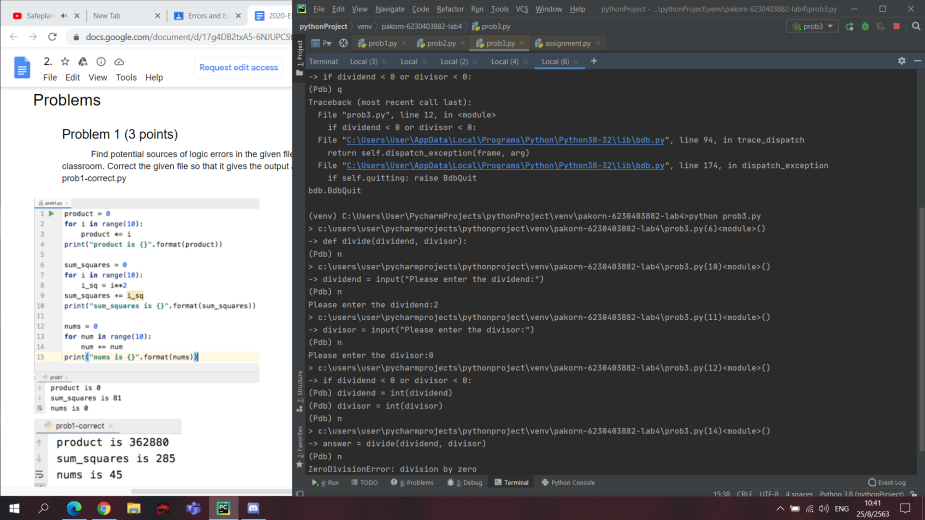 Safeplan
New Tab
Errors and Ex
2020-E
docs.google.com/document/d/17g4DB2txA5-6NJUPCSt
2.
File Edit View Tools Help
Request edit access
Problems
Problem 1 (3 points)
Find potential sources of logic errors in the given file
classroom. Correct the given file so that it gives the output
prob1-correct.py
prob1.py
1 product = 0
2 for i in range(10):
3 product *= i
4 print("product is {}".format(product))
5
6 sum_squares = 0
7 for i in range(10):
8 i_sq = i**2
9 sum_squares += i_sq
10 print("sum_squares is {}".format(sum_squares))
11
12 nums = 0
13 for num in range(10):
14 num += num
15 print("nums is {}".format(nums))
prob1
product is 0
sum_squares is 81
nums is 0
prob1-correct
product is 362880
sum_squares is 285
nums is 45
File Edit View Navigate Code Refactor Run Tools VCS Window Help pythonProject - ...\pythonProject\venv\pakorn-6230403882-lab4\prob3.py
pythonProject venv pakorn-6230403882-lab4 prob3.py
prob3
prob1.py prob2.py prob3.py assignment.py
Terminal: Local (3) Local Local (2) Local (4) Local (6) +
1: Project
-> if dividend < 0 or divisor < 0:
(Pdb) q
Traceback (most recent call last):
File "prob3.py", line 12, in <module>
if dividend < 0 or divisor < 0:
File "C:\Users\User\AppData\Local\Programs\Python\Python38-32\lib\bdb.py", line 94, in trace_dispatch
return self.dispatch_exception(frame, arg)
File "C:\Users\User\AppData\Local\Programs\Python\Python38-32\lib\bdb.py", line 174, in dispatch_exception
if self.quitting: raise BdbQuit
bdb.BdbQuit
(venv) C:\Users\User\PycharmProjects\pythonProject\venv\pakorn-6230403882-lab4>python prob3.py
> c:\users\user\pycharmprojects\pythonproject\venv\pakorn-6230403882-lab4\prob3.py(6)<module>()
-> def divide(dividend, divisor):
(Pdb) n
> c:\users\user\pycharmprojects\pythonproject\venv\pakorn-6230403882-lab4\prob3.py(10)<module>()
-> dividend = input("Please enter the dividend:")
(Pdb) n
Please enter the dividend:2
> c:\users\user\pycharmprojects\pythonproject\venv\pakorn-6230403882-lab4\prob3.py(11)<module>()
-> divisor = input("Please enter the divisor:")
(Pdb) n
Please enter the divisor:0
> c:\users\user\pycharmprojects\pythonproject\venv\pakorn-6230403882-lab4\prob3.py(12)<module>()
-> if dividend < 0 or divisor < 0:
(Pdb) dividend = int(dividend)
(Pdb) divisor = int(divisor)
(Pdb) n
> c:\users\user\pycharmprojects\pythonproject\venv\pakorn-6230403882-lab4\prob3.py(14)<module>()
-> answer = divide(dividend, divisor)
(Pdb) n
ZeroDivisionError: division by zero
Structure
2: Favorites
4: Run TODO 6: Problems 5: Debug Terminal Python Console Event Log
15:38 CRLF UTF-8 4 spaces Python 3.8 (pythonProject)
ENG
10:41
25/8/2563